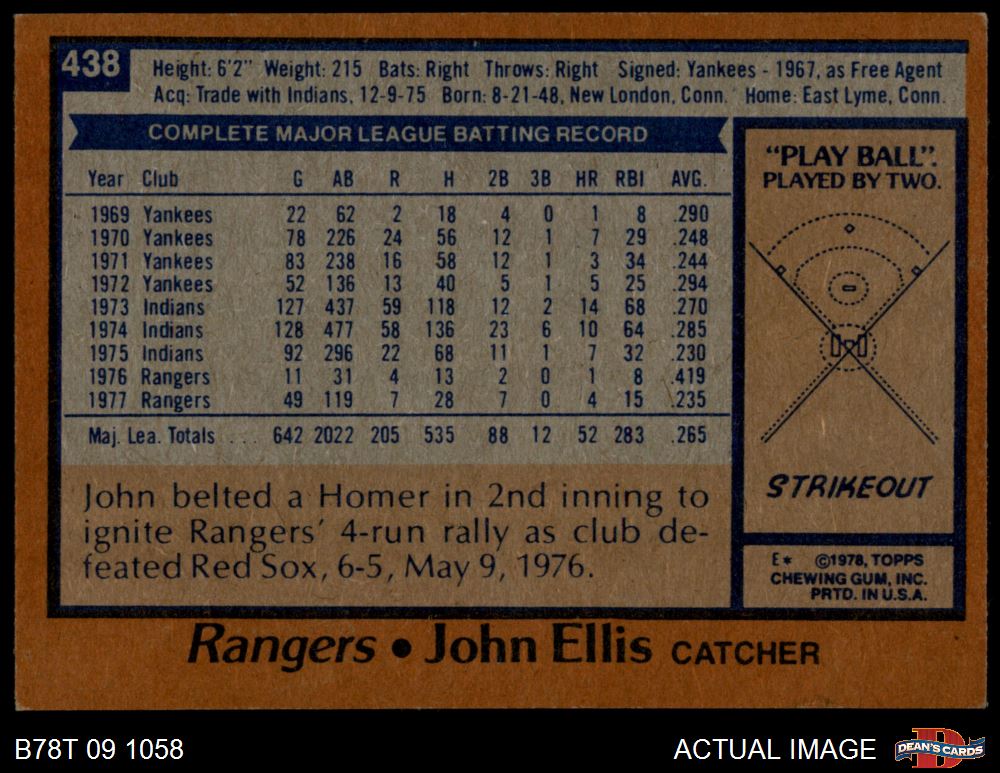 438
Height: 6'2" Weight: 215 Bats: Right Throws: Right Signed: Yankees - 1967, as Free Agent
Acq: Trade with Indians, 12-9-75 Born: 8-21-48, New London, Conn. Home: East Lyme, Conn.
COMPLETE MAJOR LEAGUE BATTING RECORD
Year Club G AB R H 2B 3B HR RBI AVG.
1969 Yankees 22 62 2 18 4 0 1 8 .290
1970 Yankees 78 226 24 56 12 1 7 29 .248
1971 Yankees 83 238 16 58 12 1 3 34 .244
1972 Yankees 52 136 13 40 5 1 5 25 .294
1973 Indians 127 437 59 118 12 2 14 68 .270
1974 Indians 128 477 58 136 23 6 10 64 .285
1975 Indians 92 296 22 68 11 1 7 32 .230
1976 Rangers 11 31 4 13 2 0 1 8 .419
1977 Rangers 49 119 7 28 7 0 4 15 .235
Maj. Lea. Totals . . . 642 2022 205 535 88 12 52 283 .265
John belted a Homer in 2nd inning to
ignite Rangers' 4-run rally as club de-
feated Red Sox, 6-5, May 9, 1976.
"PLAY BALL".
PLAYED BY TWO.
STRIKEOUT
E* ©1978, TOPPS
CHEWING GUM, INC.
PRTD. IN U.S.A.
Rangers • John Ellis CATCHER
B78T 09 1058
ACTUAL IMAGE
D
DEAN'S CARDS